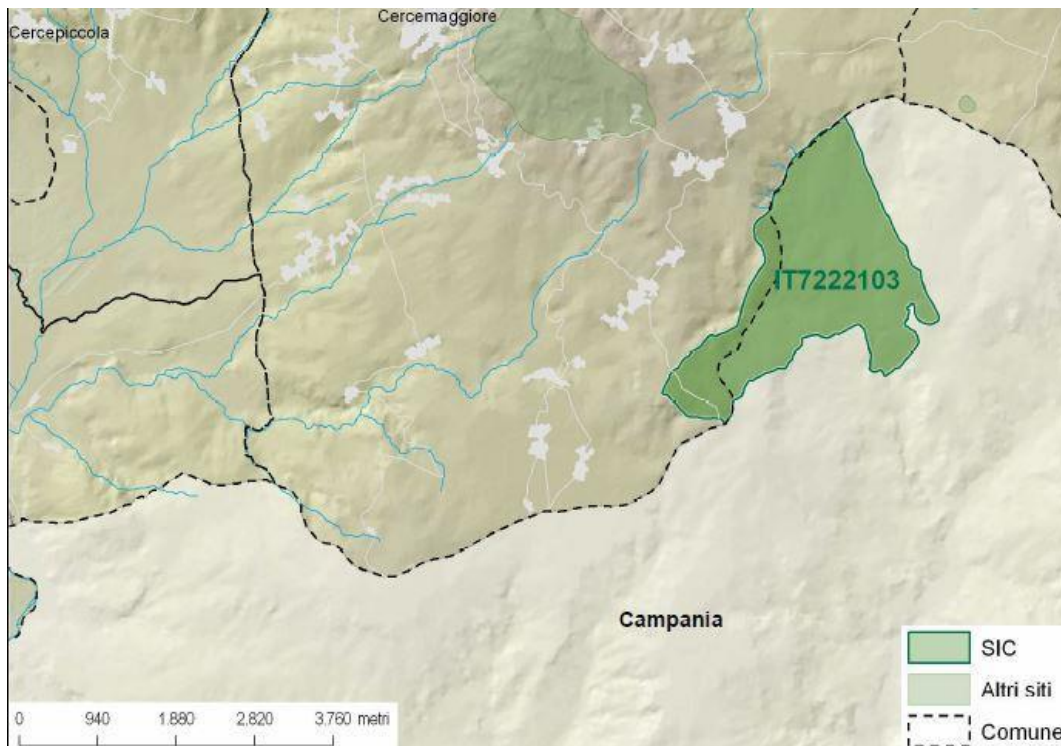 Cercemaggiore
Cercepiccola
IT7222103
Campania
SIC
Altri siti
Comune
0 940 1.880 2.820 3.760 metri